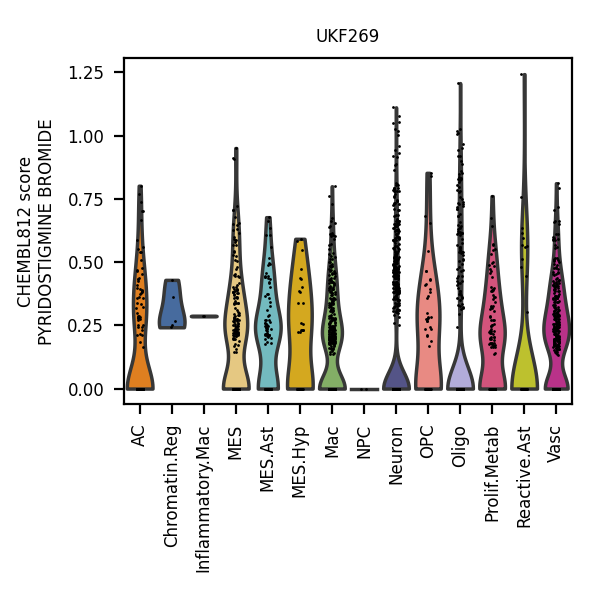 UKF269
CHEMBL812 score
PYRIDOSTIGMINE BROMIDE
1.25
1.00
0.75
0.50
0.25
0.00
AC
Chromatin.Reg
Inflammatory.Mac
MES
MES.Ast
MES.Hyp
Mac
NPC
Neuron
OPC
Oligo
Prolif.Metab
Reactive.Ast
Vasc